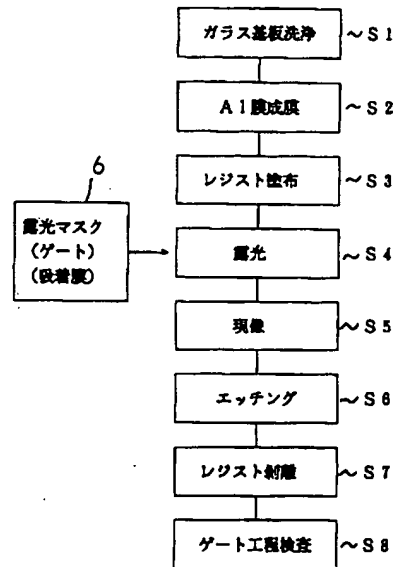 ガラス基板洗浄 ~S1
Al膜成膜 ~S2
レジスト塗布 ~S3
6
露光マスク
(ゲート)
(吸着膜)
露光 ~S4
現像 ~S5
エッチング ~S6
レジスト剥離 ~S7
ゲート工程検査 ~S8